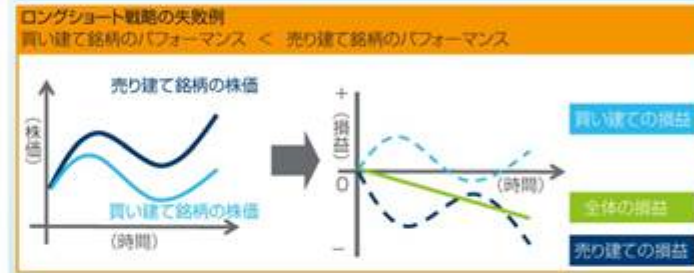 ロングショート戦略の失敗例
買い建て銘柄のパフォーマンス ＜ 売り建て銘柄のパフォーマンス
売り建て銘柄の株価
(株価)
買い建て銘柄の株価
(時間)
+
(損益)
0
(時間)
−
買い建ての損益
全体の損益
売り建ての損益